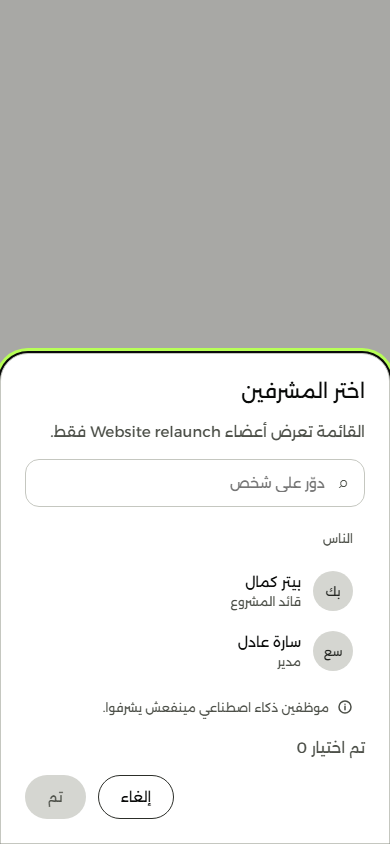 اختر المشرفين
القائمة تعرض أعضاء Website relaunch فقط.
دوّر على شخص
الناس
بك
بيتر كمال
قائد المشروع
سع
سارة عادل
مدير
موظفين ذكاء اصطناعي مينفعش يشرفوا.
تم اختيار 0
إلغاء
تم